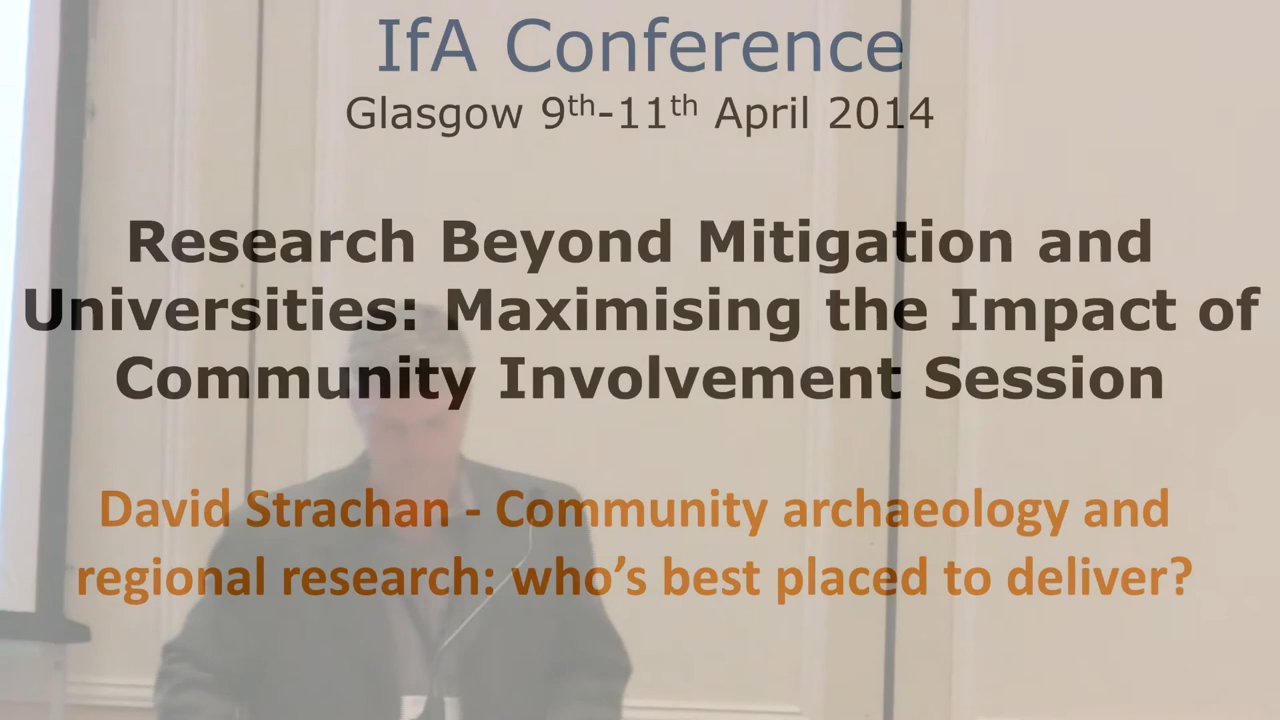 IfA Conference
Glasgow 9th-11th April 2014
Research Beyond Mitigation and
Universities: Maximising the Impact of
Community Involvement Session
David Strachan - Community archaeology and
regional research: who’s best placed to deliver?